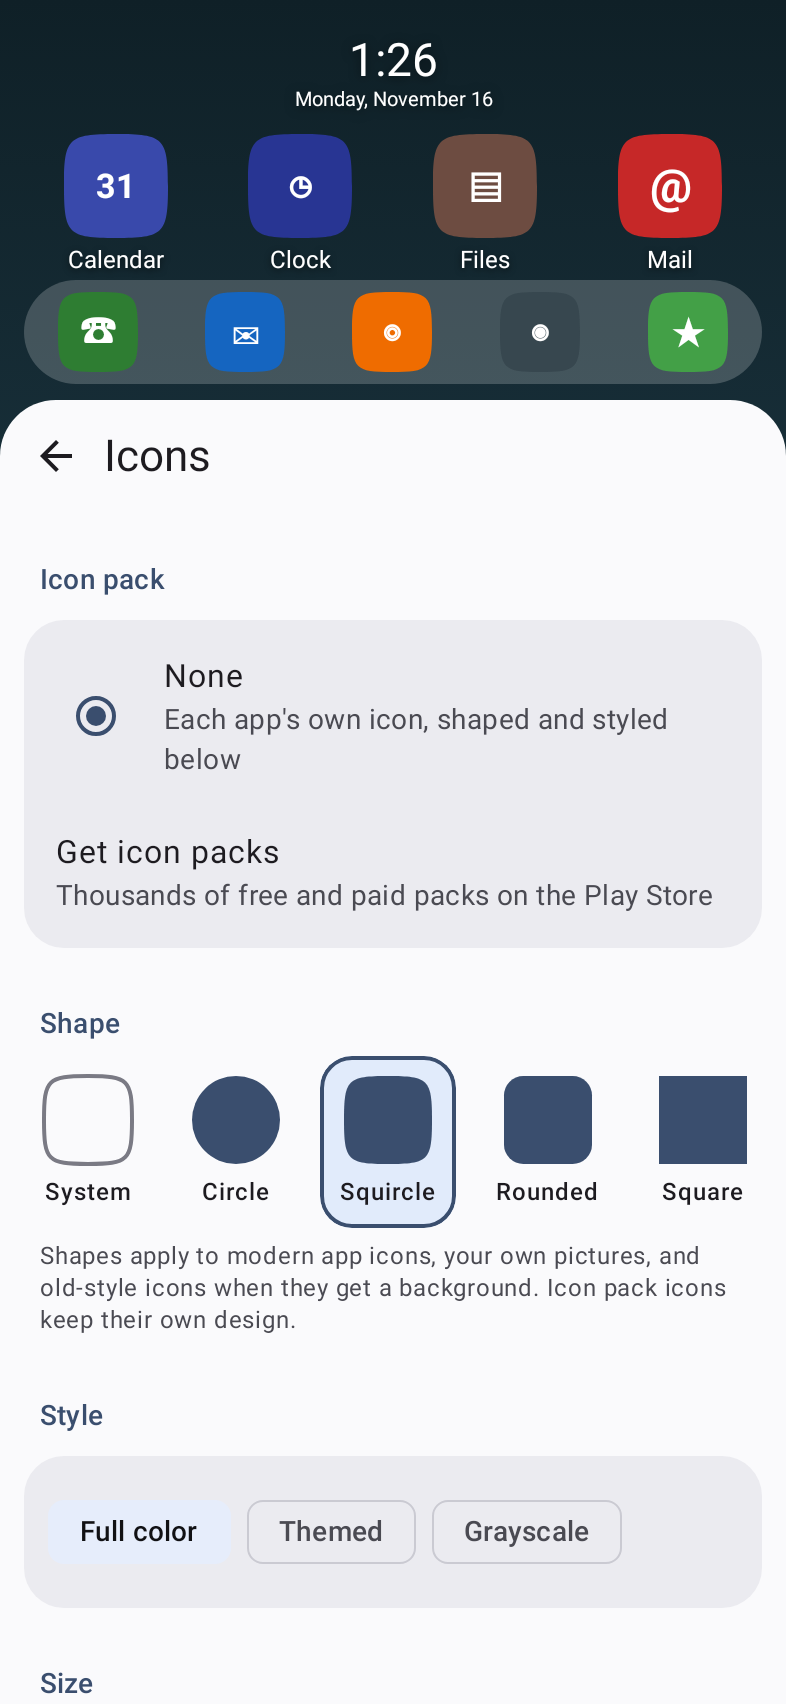 1:26
Monday, November 16
31
@
Calendar
Clock
Files
Mail
Icons
Icon pack
None
Each app's own icon, shaped and styled
below
Get icon packs
Thousands of free and paid packs on the Play Store
Shape
System
Circle
Squircle
Rounded
Square
Shapes apply to modern app icons, your own pictures, and
old-style icons when they get a background. Icon pack icons
keep their own design.
Style
Full color
Themed
Grayscale
Size